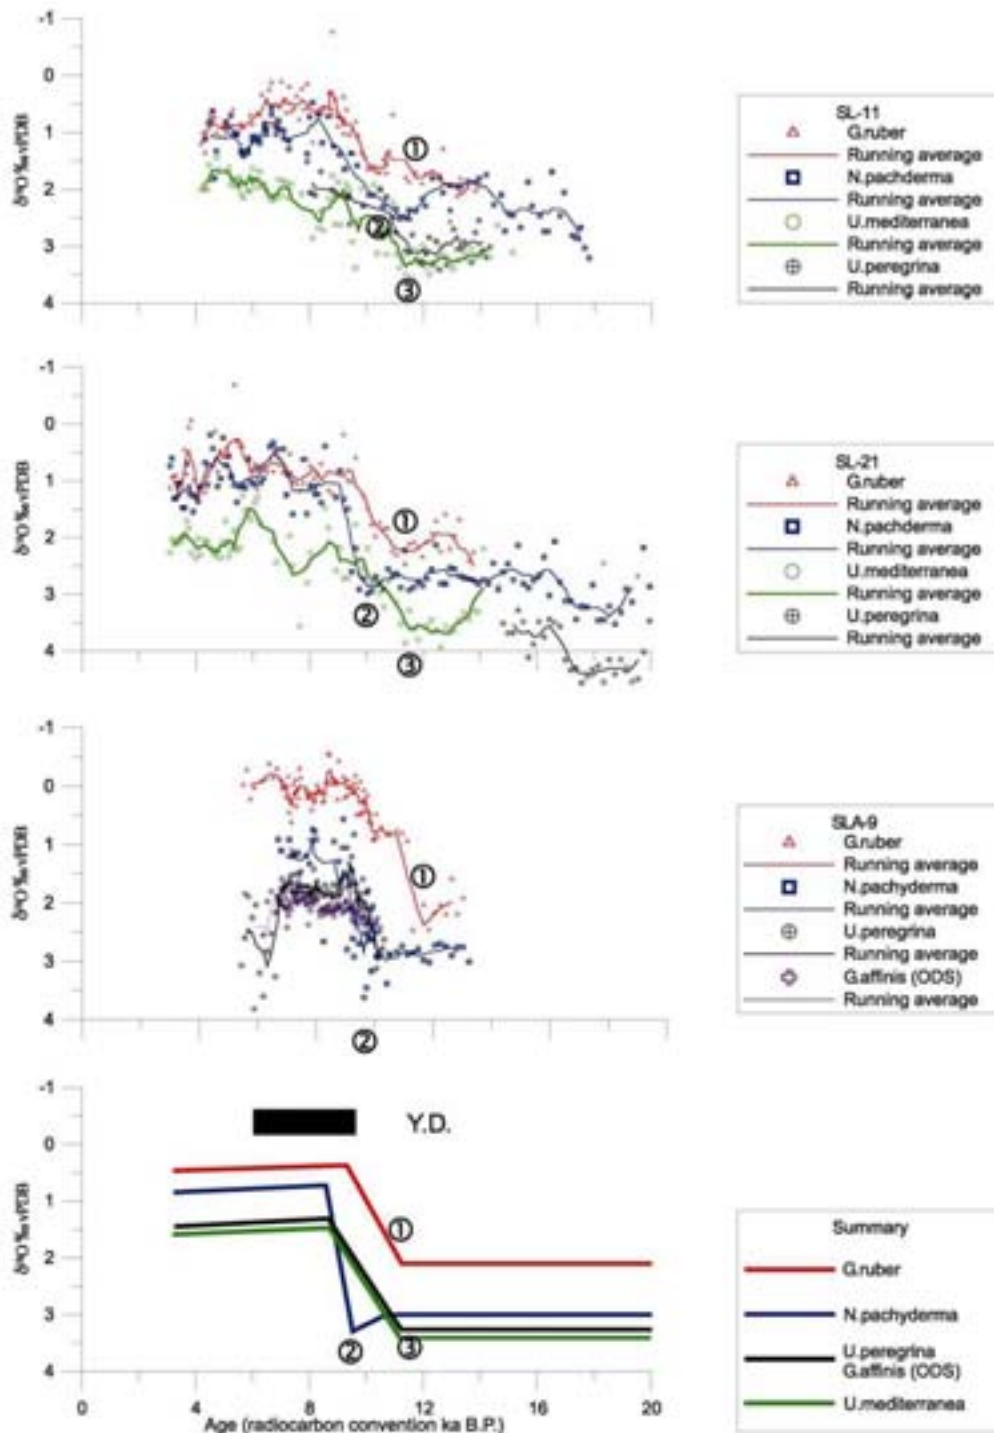 -1
0
1
2
3
4
δ¹⁸O ‰vPDB
①
②
③
SL-11
G.ruber
Running average
N.pachderma
Running average
U.mediterranea
Running average
U.peregrina
Running average
-1
0
1
2
3
4
δ¹⁸O ‰vPDB
①
②
③
SL-21
G.ruber
Running average
N.pachderma
Running average
U.mediterranea
Running average
U.peregrina
Running average
-1
0
1
2
3
4
δ¹⁸O ‰vPDB
①
②
SLA-9
G.ruber
Running average
N.pachyderma
Running average
U.peregrina
Running average
G.affinis (ODS)
Running average
-1
0
1
2
3
4
δ¹⁸O ‰vPDB
Y.D.
①
②
③
0 4 8 12 16 20
Age (radiocarbon convention ka B.P.)
Summary
G.ruber
N.pachyderma
U.peregrina
G.affinis (ODS)
U.mediterranea